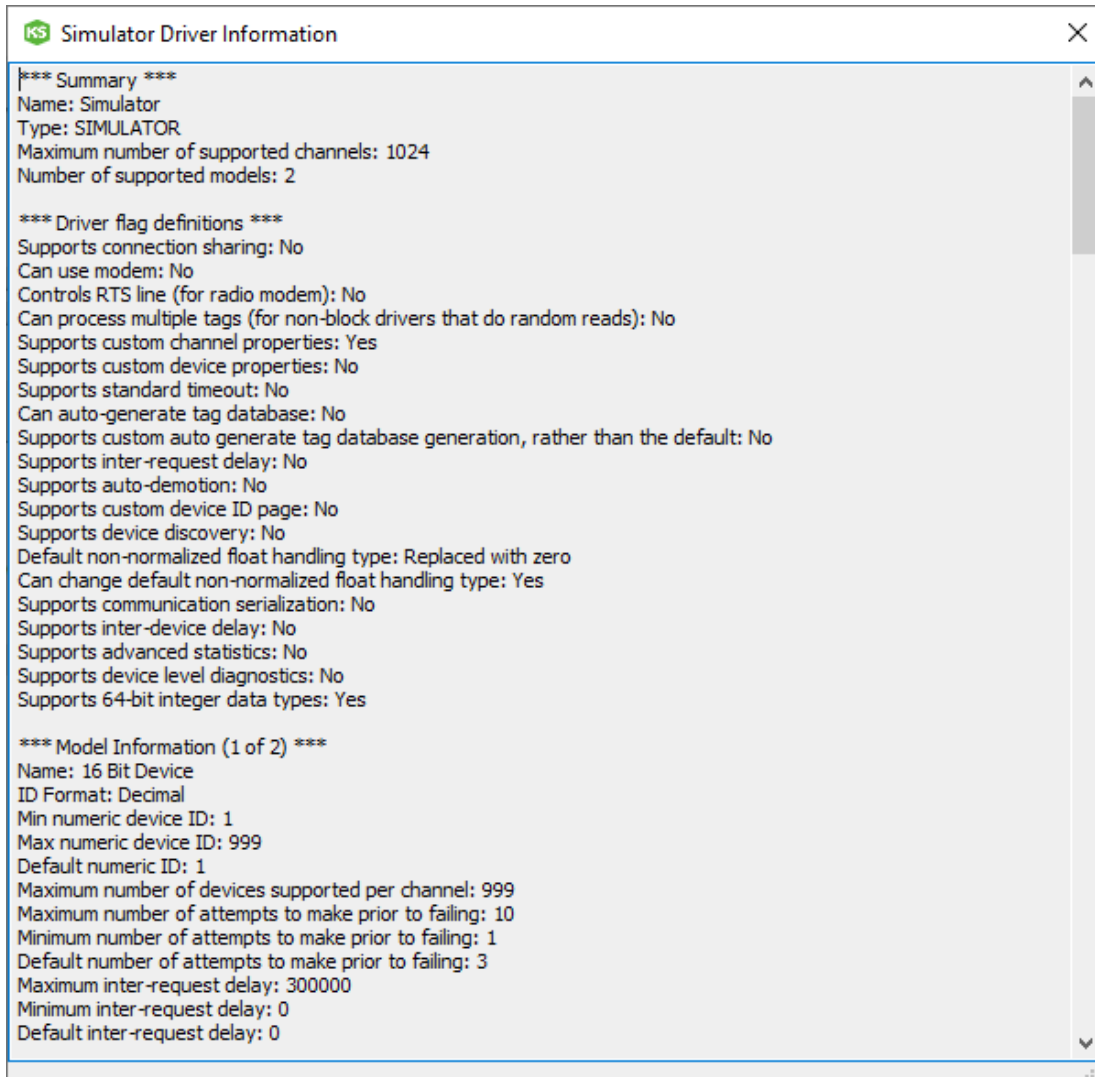 KS Simulator Driver Information
*** Summary ***
Name: Simulator
Type: SIMULATOR
Maximum number of supported channels: 1024
Number of supported models: 2
*** Driver flag definitions ***
Supports connection sharing: No
Can use modem: No
Controls RTS line (for radio modem): No
Can process multiple tags (for non-block drivers that do random reads): No
Supports custom channel properties: Yes
Supports custom device properties: No
Supports standard timeout: No
Can auto-generate tag database: No
Supports custom auto generate tag database generation, rather than the default: No
Supports inter-request delay: No
Supports auto-demotion: No
Supports custom device ID page: No
Supports device discovery: No
Default non-normalized float handling type: Replaced with zero
Can change default non-normalized float handling type: Yes
Supports communication serialization: No
Supports inter-device delay: No
Supports advanced statistics: No
Supports device level diagnostics: No
Supports 64-bit integer data types: Yes
*** Model Information (1 of 2) ***
Name: 16 Bit Device
ID Format: Decimal
Min numeric device ID: 1
Max numeric device ID: 999
Default numeric ID: 1
Maximum number of devices supported per channel: 999
Maximum number of attempts to make prior to failing: 10
Minimum number of attempts to make prior to failing: 1
Default number of attempts to make prior to failing: 3
Maximum inter-request delay: 300000
Minimum inter-request delay: 0
Default inter-request delay: 0